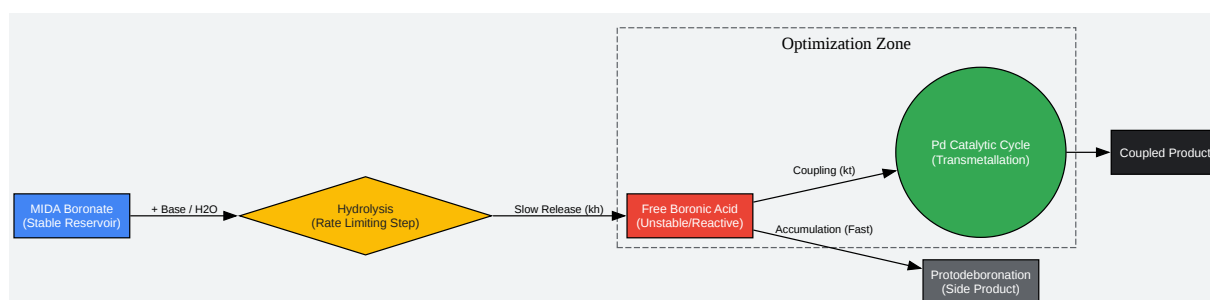 Optimization Zone
MIDA Boronate
(Stable Reservoir)
+ Base / H2O
Hydrolysis
(Rate Limiting Step)
Slow Release (kh)
Free Boronic Acid
(Unstable/Reactive)
Coupling (kt)
Accumulation (Fast)
Pd Catalytic Cycle
(Transmetallation)
Coupled Product
Protodeboronation
(Side Product)